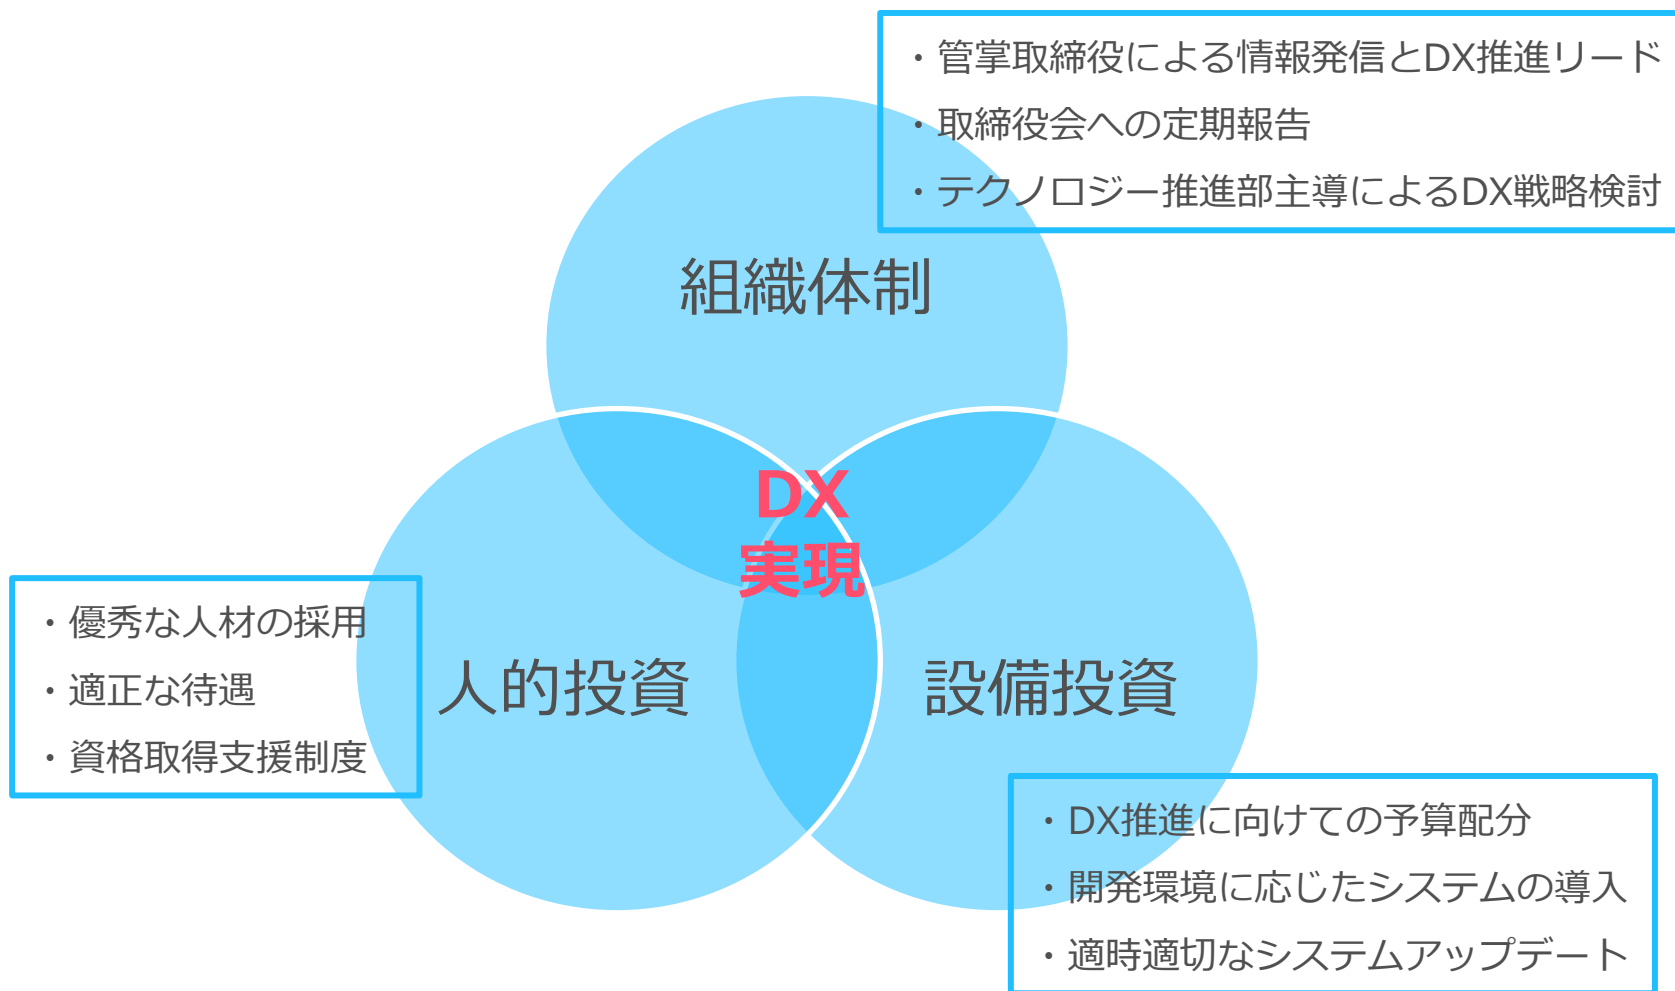 ・管掌取締役による情報発信とDX推進リード
・取締役会への定期報告
・テクノロジー推進部主導によるDX戦略検討
組織体制
DX
実現
・優秀な人材の採用
・適正な待遇
・資格取得支援制度
人的投資
設備投資
・DX推進に向けての予算配分
・開発環境に応じたシステムの導入
・適時適切なシステムアップデート